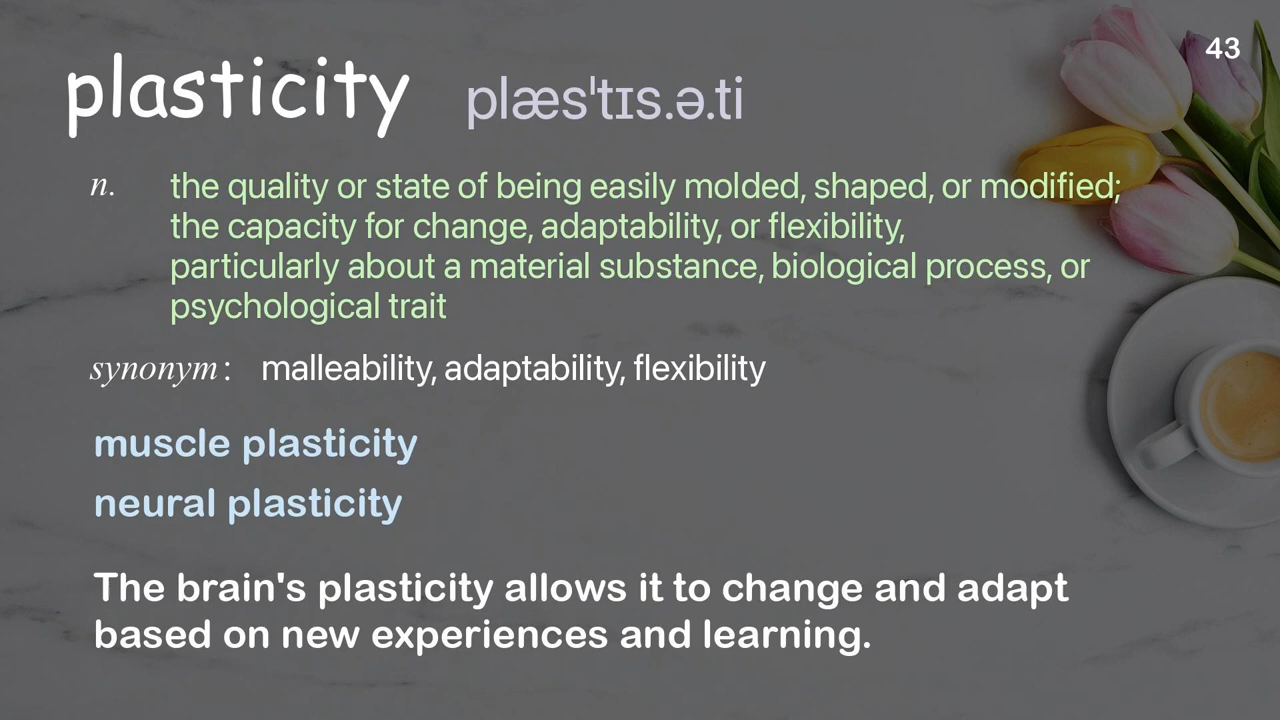 43
plasticity plæsˈtɪs.ə.ti
n. the quality or state of being easily molded, shaped, or modified;
the capacity for change, adaptability, or flexibility,
particularly about a material substance, biological process, or
psychological trait
synonym: malleability, adaptability, flexibility
muscle plasticity
neural plasticity
The brain's plasticity allows it to change and adapt
based on new experiences and learning.